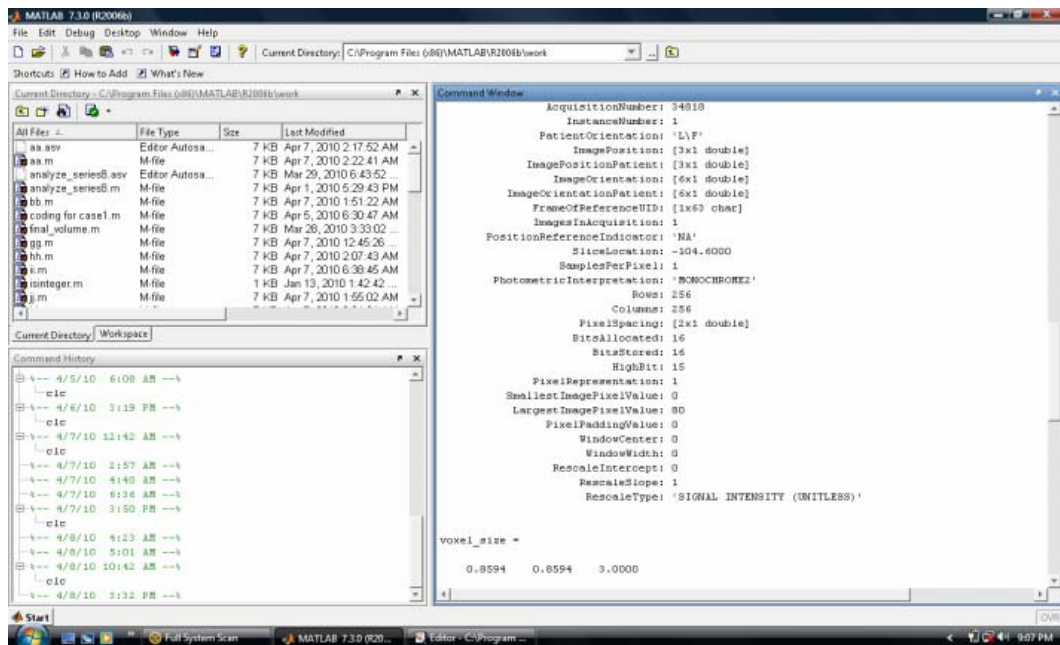 MATLAB 7.3.0 (R2006b)
File Edit Debug Desktop Window Help
Current Directory: C:\Program Files (x86)\MATLAB\R2006b\work
Shortcuts How to Add What's New
Current Directory - C:\Program Files (x86)\MATLAB\R2006b\work
All Files File Type Size Last Modified
aa.asv Editor Autosa... 7 KB Apr 7, 2010 2:17:52 AM
aa.m M-file 7 KB Apr 7, 2010 2:22:41 AM
analyze_series8.asv Editor Autosa... 7 KB Mar 29, 2010 6:43:52 ...
analyze_series8.m M-file 7 KB Apr 1, 2010 5:29:43 PM
bb.m M-file 7 KB Apr 7, 2010 1:51:22 AM
coding for case1.m M-file 7 KB Apr 5, 2010 6:30:47 AM
final_volume.m M-file 7 KB Mar 28, 2010 3:33:02 ...
gg.m M-file 7 KB Apr 7, 2010 12:45:26 ...
hh.m M-file 7 KB Apr 7, 2010 2:07:43 AM
ii.m M-file 7 KB Apr 7, 2010 6:38:45 AM
isinteger.m M-file 1 KB Jan 13, 2010 1:42:42 ...
jj.m M-file 7 KB Apr 7, 2010 1:55:02 AM
Current Directory Workspace
Command History
%-- 4/5/10 6:08 AM --%
clc
%-- 4/6/10 3:19 PM --%
clc
%-- 4/7/10 12:42 AM --%
clc
%-- 4/7/10 2:57 AM --%
%-- 4/7/10 4:40 AM --%
%-- 4/7/10 6:36 AM --%
%-- 4/7/10 3:50 PM --%
clc
%-- 4/8/10 4:23 AM --%
%-- 4/8/10 5:01 AM --%
%-- 4/8/10 10:42 AM --%
clc
%-- 4/8/10 3:32 PM --%
Command Window
AcquisitionNumber: 34818
InstanceNumber: 1
PatientOrientation: 'L\F'
ImagePosition: [3x1 double]
ImagePositionPatient: [3x1 double]
ImageOrientation: [6x1 double]
ImageOrientationPatient: [6x1 double]
FrameOfReferenceUID: [1x63 char]
ImagesInAcquisition: 1
PositionReferenceIndicator: 'NA'
SliceLocation: -104.6000
SamplesPerPixel: 1
PhotometricInterpretation: 'MONOCHROME2'
Rows: 256
Columns: 256
PixelSpacing: [2x1 double]
BitsAllocated: 16
BitsStored: 16
HighBit: 15
PixelRepresentation: 1
SmallestImagePixelValue: 0
LargestImagePixelValue: 80
PixelPaddingValue: 0
WindowCenter: 0
WindowWidth: 0
RescaleIntercept: 0
RescaleSlope: 1
RescaleType: 'SIGNAL INTENSITY (UNITLESS)'
voxel_size =
0.8594 0.8594 3.0000
Start
OVR
Full System Scan MATLAB 7.3.0 (R20... Editor - C:\Program ... 9:07 PM